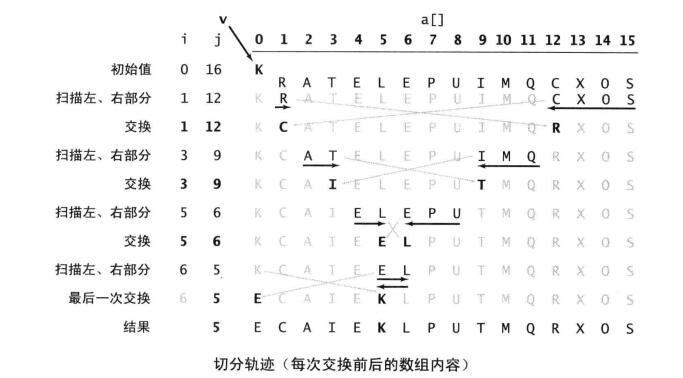 v a[]
i j 0 1 2 3 4 5 6 7 8 9 10 11 12 13 14 15
初始值 0 16 K R A T E L E P U I M Q C X O S
扫描左、右部分 1 12 K R A T E L E P U I M Q C X O S
交换 1 12 K C A T E L E P U I M Q R X O S
扫描左、右部分 3 9 K C A T E L E P U I M Q R X O S
交换 3 9 K C A I E L E P U T M Q R X O S
扫描左、右部分 5 6 K C A I E L E P U T M Q R X O S
交换 5 6 K C A I E E L P U T M Q R X O S
扫描左、右部分 6 5 K C A I E E L P U T M Q R X O S
最后一次交换 6 5 E C A I E K L P U T M Q R X O S
结果 5 E C A I E K L P U T M Q R X O S
切分轨迹（每次交换前后的数组内容）